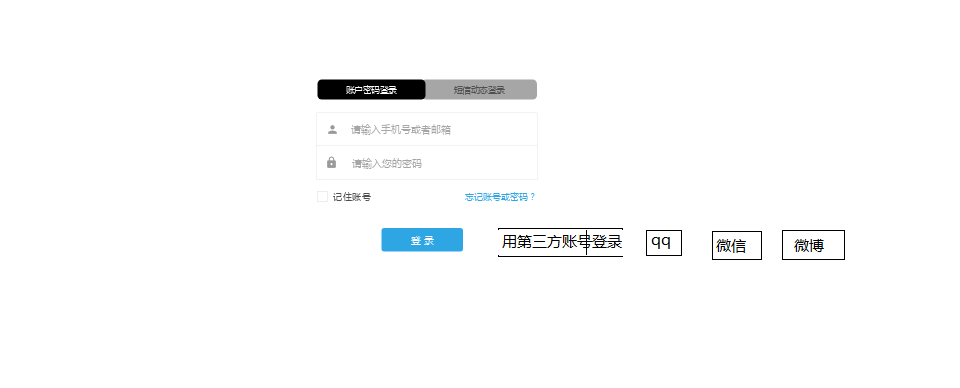 账户密码登录 短信动态登录
请输入手机号或者邮箱
请输入您的密码
记住账号 忘记账号或密码？
登 录 用第三方账号登录 qq 微信 微博